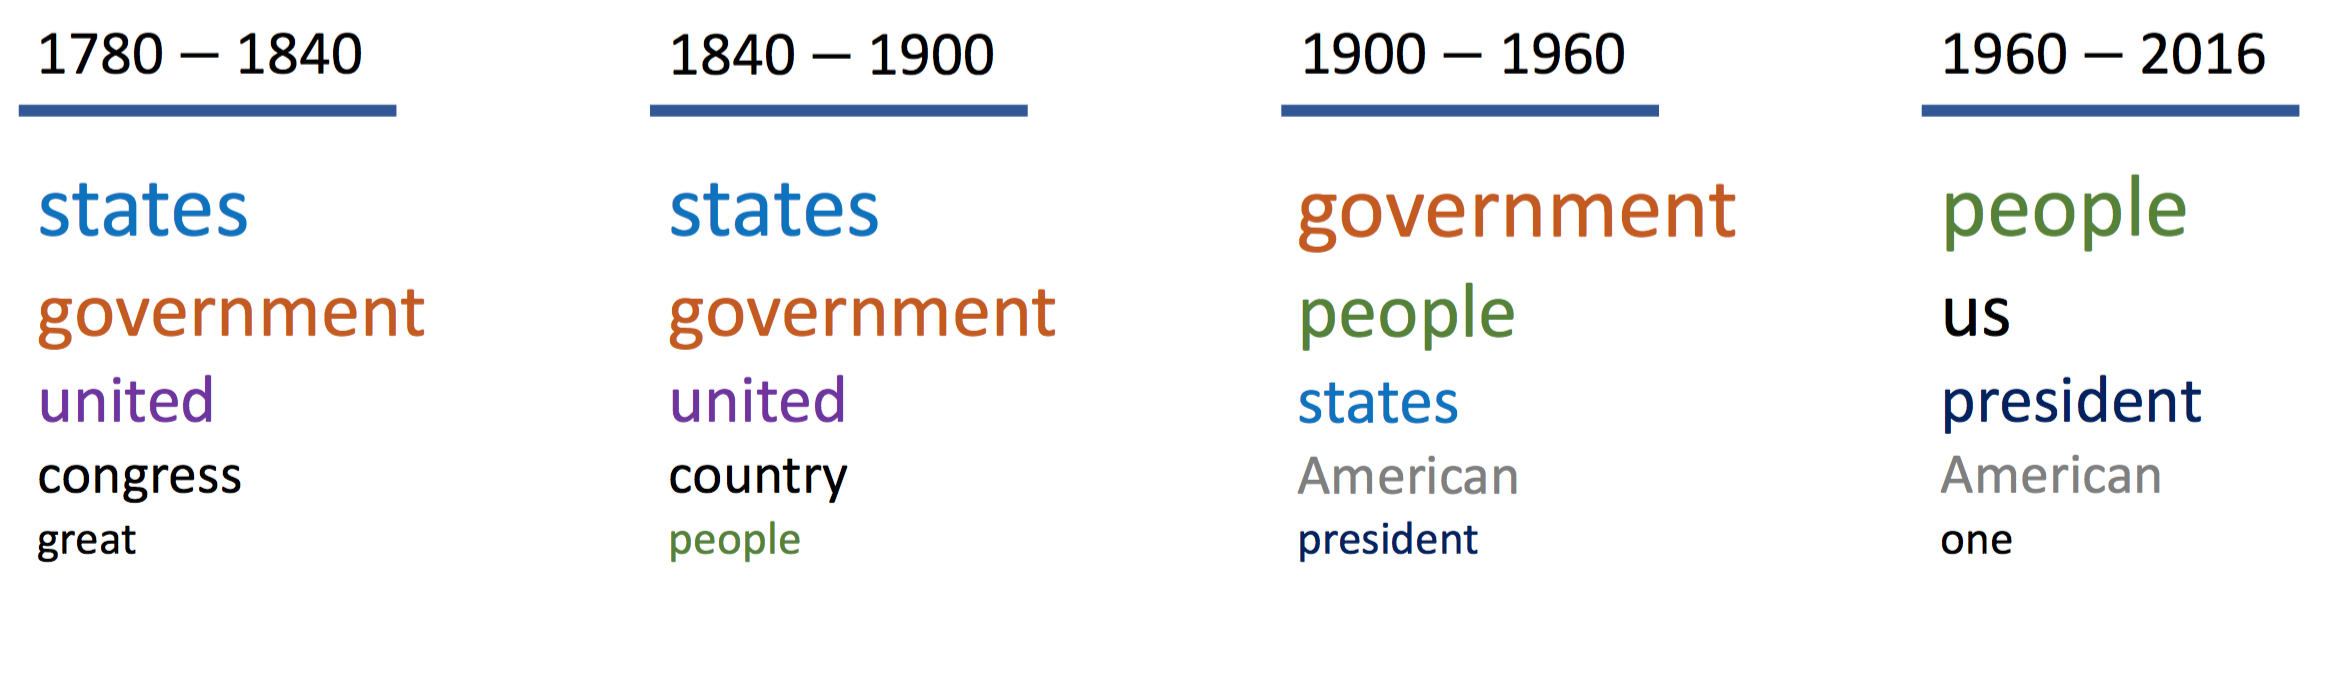 1780 – 1840
states
government
united
congress
great
1840 – 1900
states
government
united
country
people
1900 – 1960
government
people
states
American
president
1960 – 2016
people
us
president
American
one